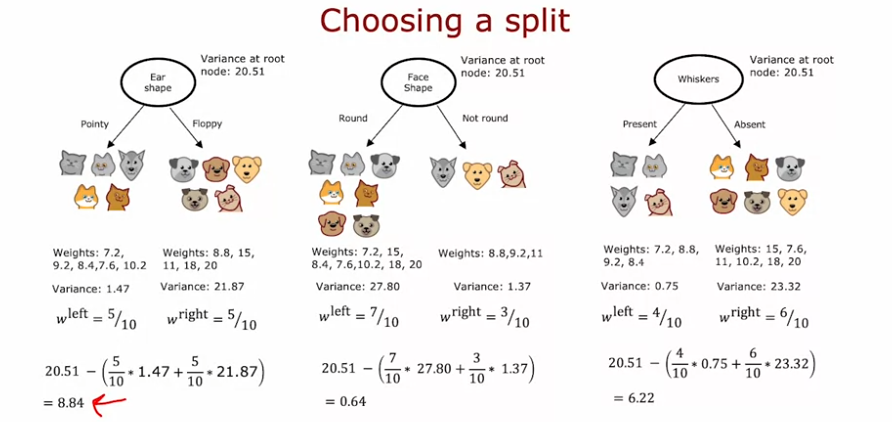 Choosing a split
Ear
shape
Variance at root
node: 20.51
Pointy
Floppy
Weights: 7.2,
9.2, 8.4,7.6, 10.2
Weights: 8.8, 15,
11, 18, 20
Variance: 1.47
Variance: 21.87
w^left = 5/10
w^right = 5/10
20.51 − (5/10 * 1.47 + 5/10 * 21.87)
= 8.84
Face
Shape
Variance at root
node: 20.51
Round
Not round
Weights: 7.2, 15,
8.4, 7.6,10.2, 18, 20
Weights: 8.8,9.2,11
Variance: 27.80
Variance: 1.37
w^left = 7/10
w^right = 3/10
20.51 − (7/10 * 27.80 + 3/10 * 1.37)
= 0.64
Whiskers
Variance at root
node: 20.51
Present
Absent
Weights: 7.2, 8.8,
9.2, 8.4
Weights: 15, 7.6,
11, 10.2, 18, 20
Variance: 0.75
Variance: 23.32
w^left = 4/10
w^right = 6/10
20.51 − (4/10 * 0.75 + 6/10 * 23.32)
= 6.22